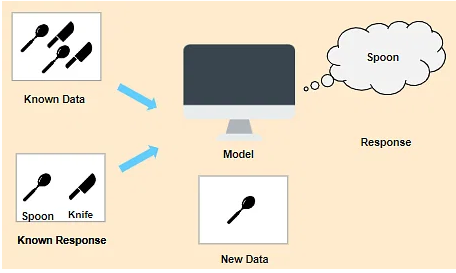 Known Data
Spoon
Knife
Known Response
Model
New Data
Spoon
Response